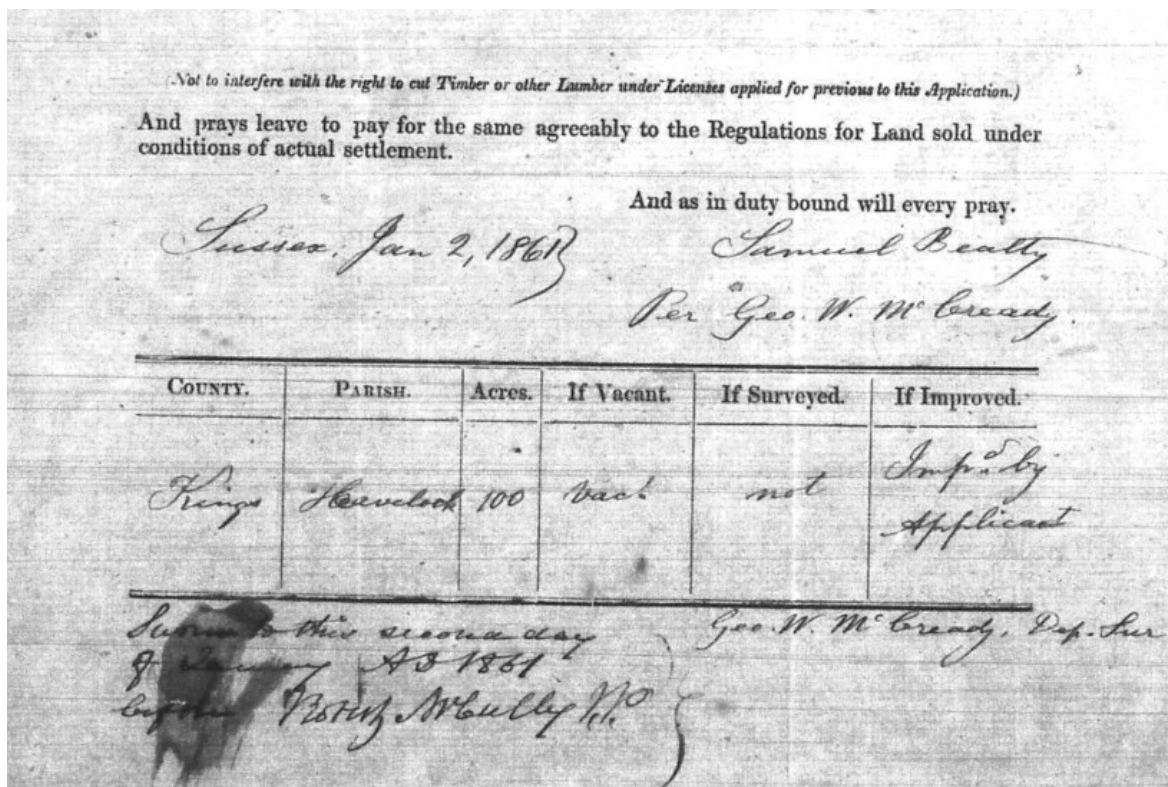 (Not to interfere with the right to cut Timber or other Lumber under Licenses applied for previous to this Application.)
And prays leave to pay for the same agreeably to the Regulations for Land sold under
conditions of actual settlement.
And as in duty bound will every pray.
Sussex, Jan 2, 1861
Samuel Beatty
Per Geo. W. McCready.
COUNTY. PARISH. Acres. If Vacant. If Surveyed. If Improved.
Kings Havelock 100 Vact not Impd. by
Applicant
Geo. W. McCready, Dep. Sur
Sworn to this second day
of January AD 1861
before McCully